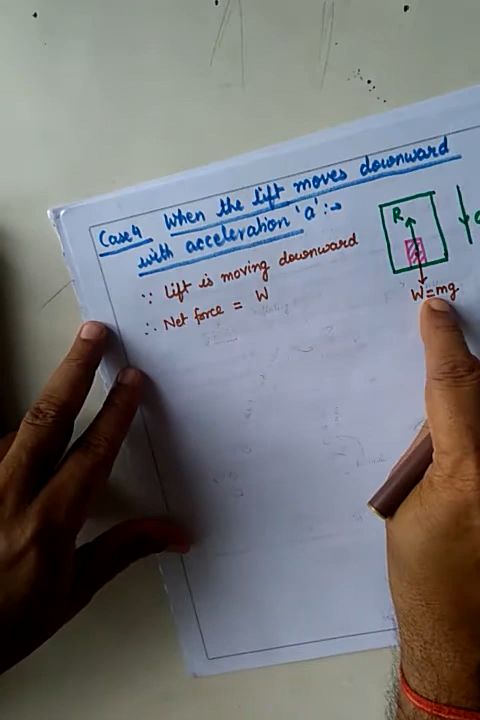 Case 4 When the lift moves downward
with acceleration 'a' :→
∵ Lift is moving downward
∴ Net force = W
R
a
W=mg